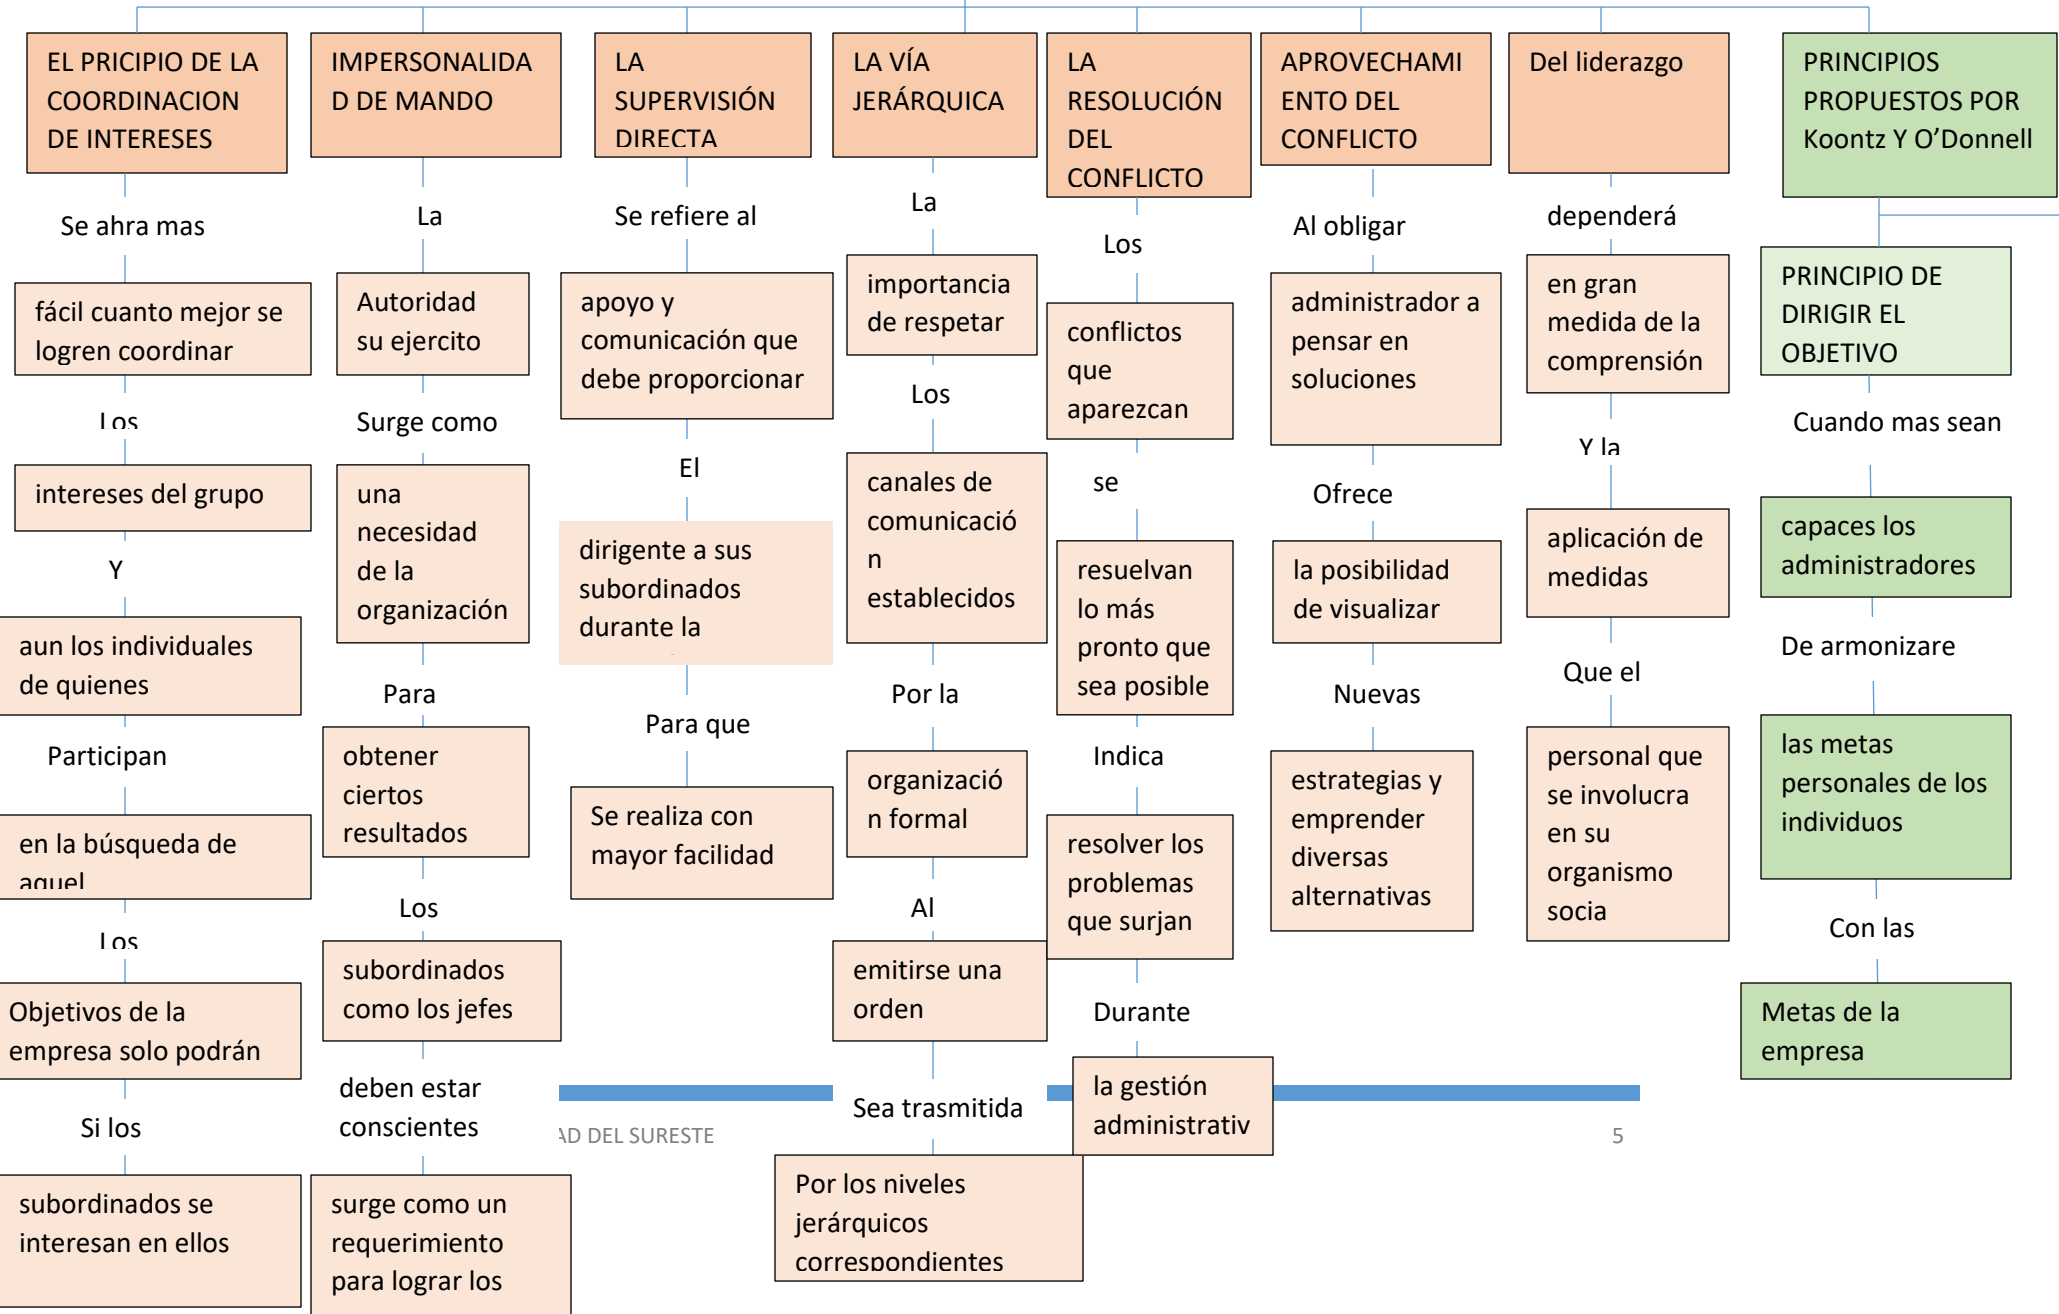 EL PRICIPIO DE LA
COORDINACION
DE INTERESES
Se ahra mas
fácil cuanto mejor se
logren coordinar
Los
intereses del grupo
Y
aun los individuales
de quienes
Participan
en la búsqueda de
aquel
Los
Objetivos de la
empresa solo podrán
Si los
subordinados se
interesan en ellos
IMPERSONALIDA
D DE MANDO
La
Autoridad
su ejercito
Surge como
una
necesidad
de la
organización
Para
obtener
ciertos
resultados
Los
subordinados
como los jefes
deben estar
conscientes
surge como un
requerimiento
para lograr los
LA
SUPERVISIÓN
DIRECTA
Se refiere al
apoyo y
comunicación que
debe proporcionar
El
dirigente a sus
subordinados
durante la
Para que
Se realiza con
mayor facilidad
LA VÍA
JERÁRQUICA
La
importancia
de respetar
Los
canales de
comunicació
n
establecidos
Por la
organizació
n formal
Al
emitirse una
orden
Sea trasmitida
Por los niveles
jerárquicos
correspondientes
LA
RESOLUCIÓN
DEL
CONFLICTO
Los
conflictos
que
aparezcan
se
resuelvan
lo más
pronto que
sea posible
Indica
resolver los
problemas
que surjan
Durante
la gestión
administrativ
APROVECHAMI
ENTO DEL
CONFLICTO
Al obligar
administrador a
pensar en
soluciones
Ofrece
la posibilidad
de visualizar
Nuevas
estrategias y
emprender
diversas
alternativas
Del liderazgo
dependerá
en gran
medida de la
comprensión
Y la
aplicación de
medidas
Que el
personal que
se involucra
en su
organismo
socia
PRINCIPIOS
PROPUESTOS POR
Koontz Y O’Donnell
PRINCIPIO DE
DIRIGIR EL
OBJETIVO
Cuando mas sean
capaces los
administradores
De armonizare
las metas
personales de los
individuos
Con las
Metas de la
empresa
AD DEL SURESTE
5